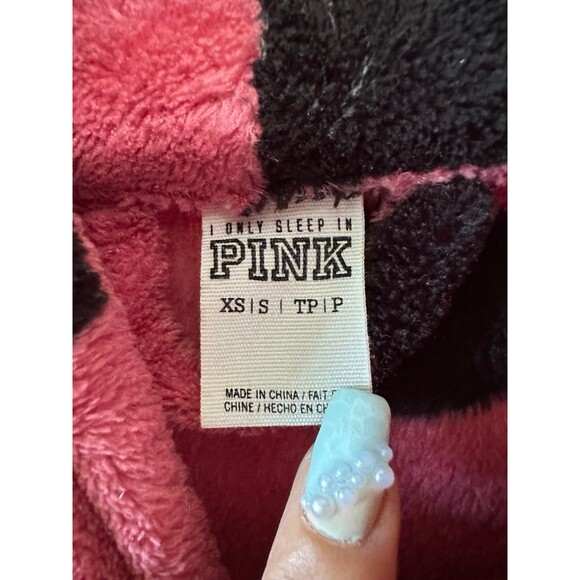 I ONLY SLEEP IN
PINK
XS|S | TP|P
MADE IN CHINA / FAIT
CHINE / HECHO EN